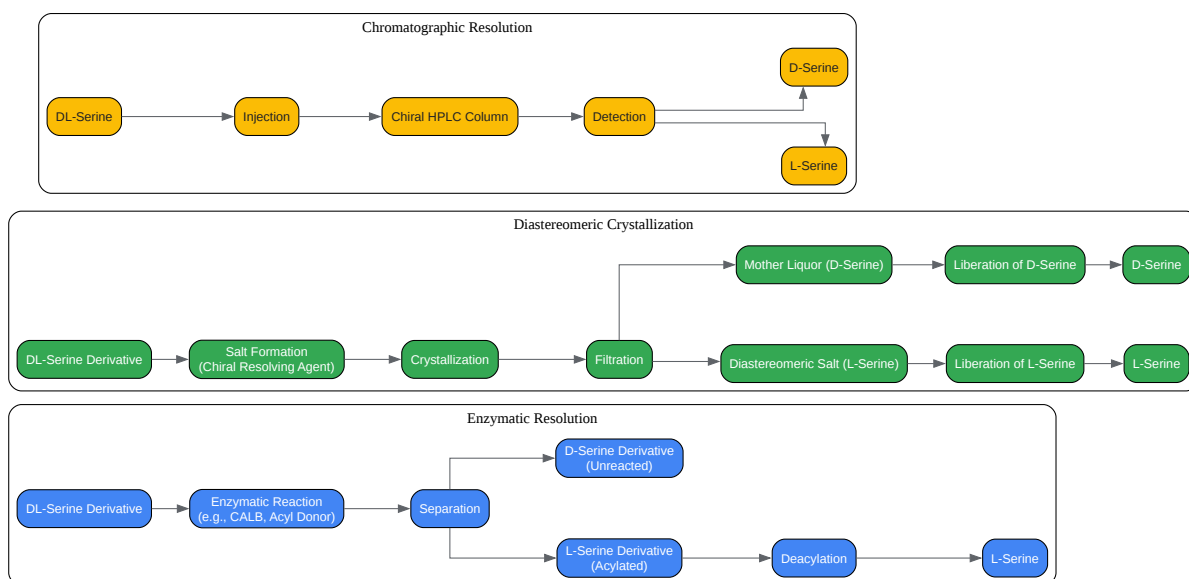 Chromatographic Resolution
D-Serine
DL-Serine
Injection
Chiral HPLC Column
Detection
L-Serine
Diastereomeric Crystallization
Mother Liquor (D-Serine)
Liberation of D-Serine
D-Serine
DL-Serine Derivative
Salt Formation
(Chiral Resolving Agent)
Crystallization
Filtration
Diastereomeric Salt (L-Serine)
Liberation of L-Serine
L-Serine
Enzymatic Resolution
D-Serine Derivative
(Unreacted)
DL-Serine Derivative
Enzymatic Reaction
(e.g., CALB, Acyl Donor)
Separation
L-Serine Derivative
(Acylated)
Deacylation
L-Serine